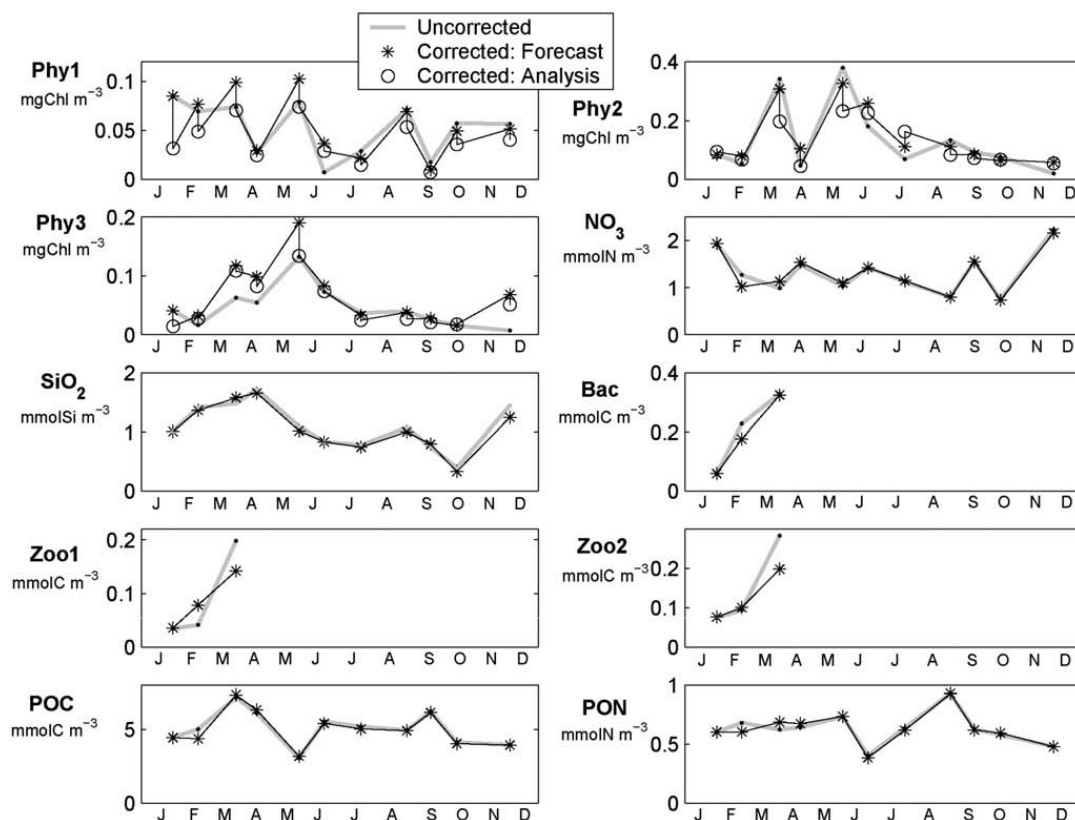 Uncorrected
Corrected: Forecast
Corrected: Analysis
Phy1
mgChl m⁻³
0.1
0.05
0
J F M A M J J A S O N D
Phy2
mgChl m⁻³
0.4
0.2
0
J F M A M J J A S O N D
Phy3
mgChl m⁻³
0.2
0.1
0
J F M A M J J A S O N D
NO₃
mmolN m⁻³
2
1
0
J F M A M J J A S O N D
SiO₂
mmolSi m⁻³
2
1
0
J F M A M J J A S O N D
Bac
mmolC m⁻³
0.4
0.2
0
J F M A M J J A S O N D
Zoo1
mmolC m⁻³
0.2
0.1
0
J F M A M J J A S O N D
Zoo2
mmolC m⁻³
0.2
0.1
0
J F M A M J J A S O N D
POC
mmolC m⁻³
5
0
J F M A M J J A S O N D
PON
mmolN m⁻³
1
0.5
0
J F M A M J J A S O N D